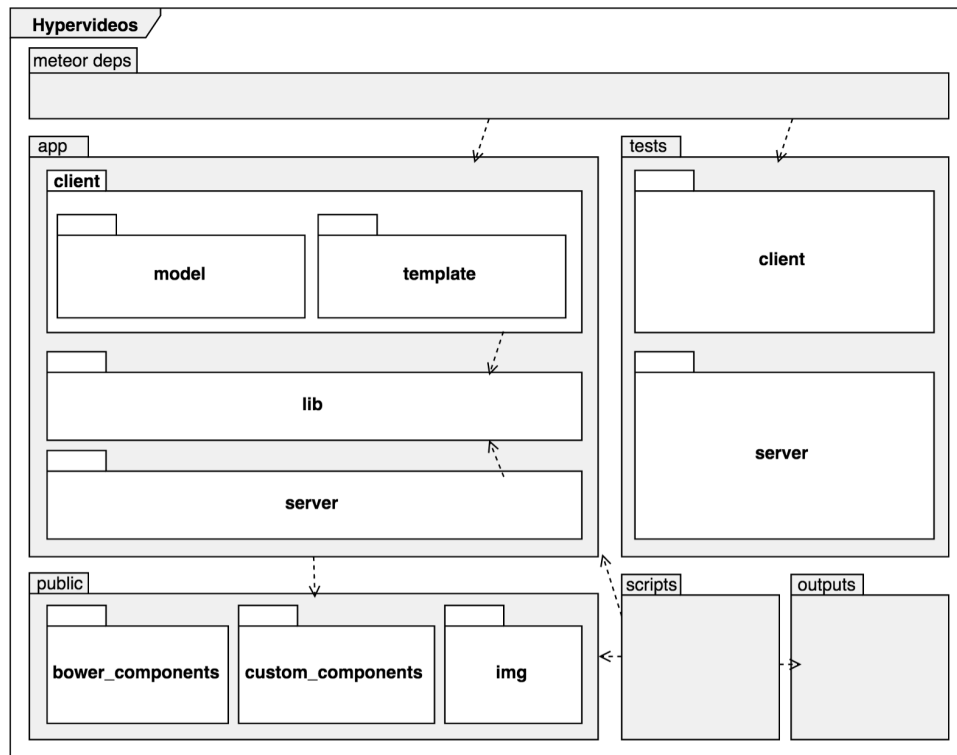 Hypervideos
meteor deps
app
client
model
template
lib
server
tests
client
server
public
bower_components
custom_components
img
scripts
outputs